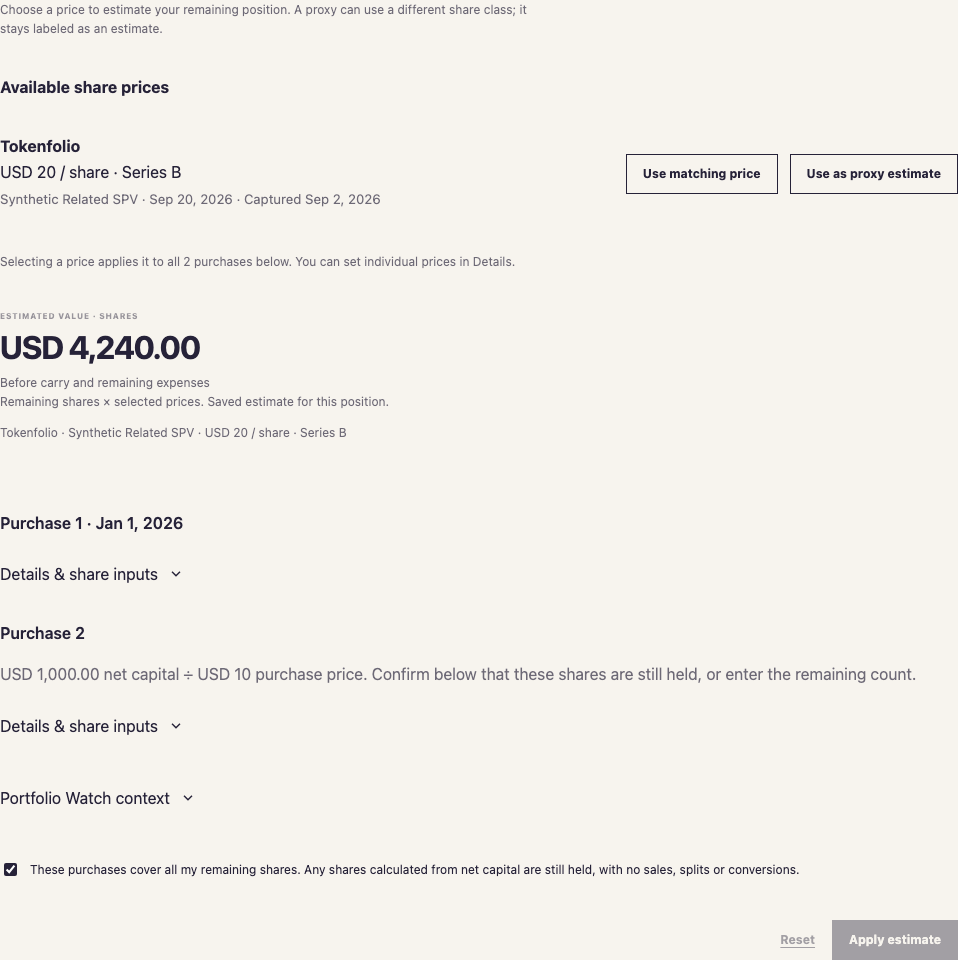 Choose a price to estimate your remaining position. A proxy can use a different share class; it
stays labeled as an estimate.
Available share prices
Tokenfolio
USD 20 / share · Series B
Synthetic Related SPV · Sep 20, 2026 · Captured Sep 2, 2026
Use matching price
Use as proxy estimate
Selecting a price applies it to all 2 purchases below. You can set individual prices in Details.
ESTIMATED VALUE · SHARES
USD 4,240.00
Before carry and remaining expenses
Remaining shares × selected prices. Saved estimate for this position.
Tokenfolio · Synthetic Related SPV · USD 20 / share · Series B
Purchase 1 · Jan 1, 2026
Details & share inputs
Purchase 2
USD 1,000.00 net capital ÷ USD 10 purchase price. Confirm below that these shares are still held, or enter the remaining count.
Details & share inputs
Portfolio Watch context
These purchases cover all my remaining shares. Any shares calculated from net capital are still held, with no sales, splits or conversions.
Reset
Apply estimate